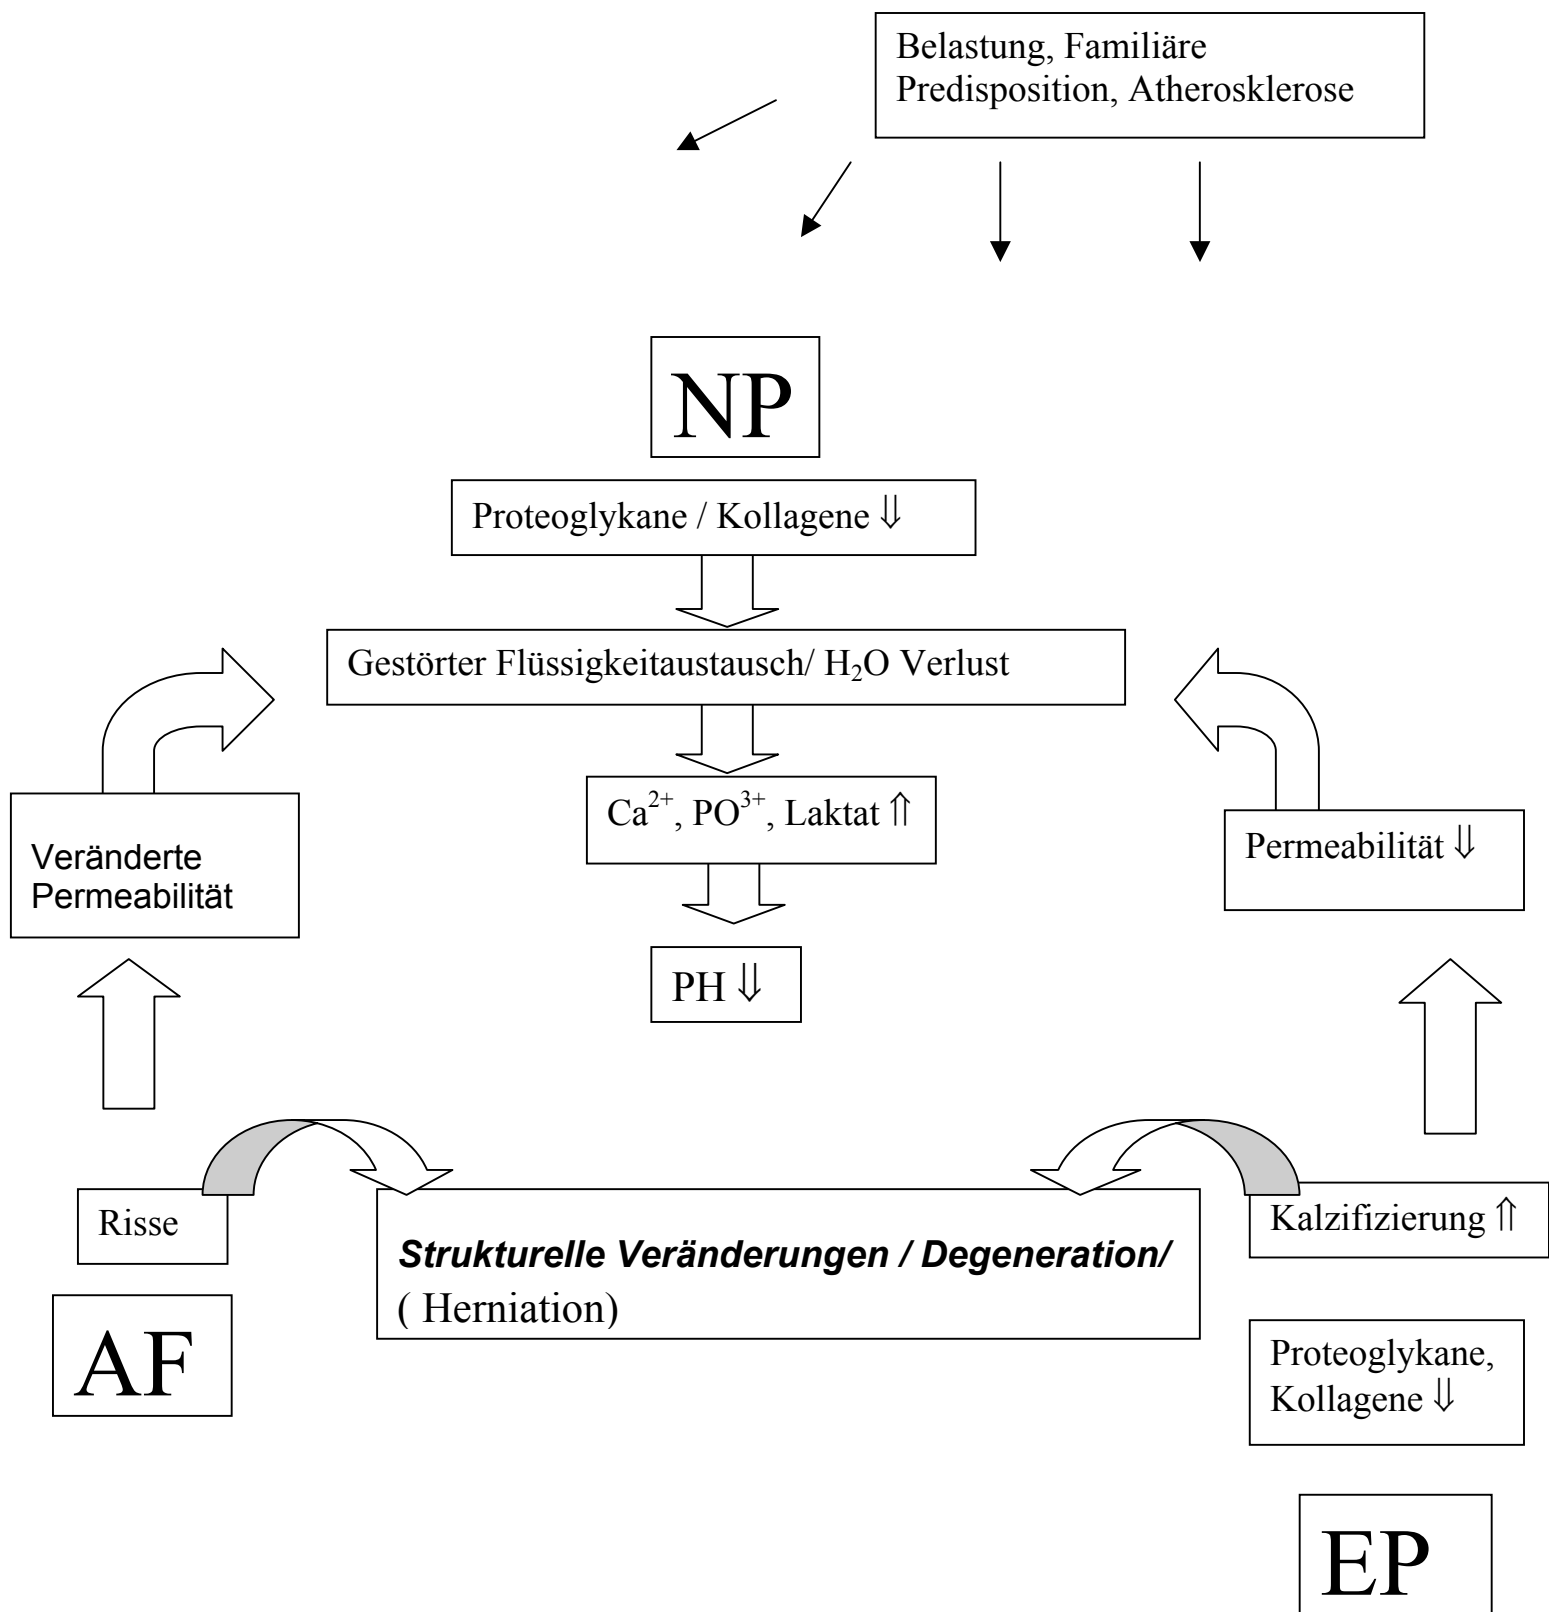 Belastung, Familiäre
Predisposition, Atherosklerose
NP
Proteoglykane / Kollagene ⇓
Gestörter Flüssigkeitaustausch/ H₂O Verlust
Ca²⁺, PO³⁺, Laktat ⇑
Veränderte
Permeabilität
Permeabilität ⇓
PH ⇓
Risse
Kalzifizierung ⇑
Strukturelle Veränderungen / Degeneration/
( Herniation)
AF
Proteoglykane,
Kollagene ⇓
EP